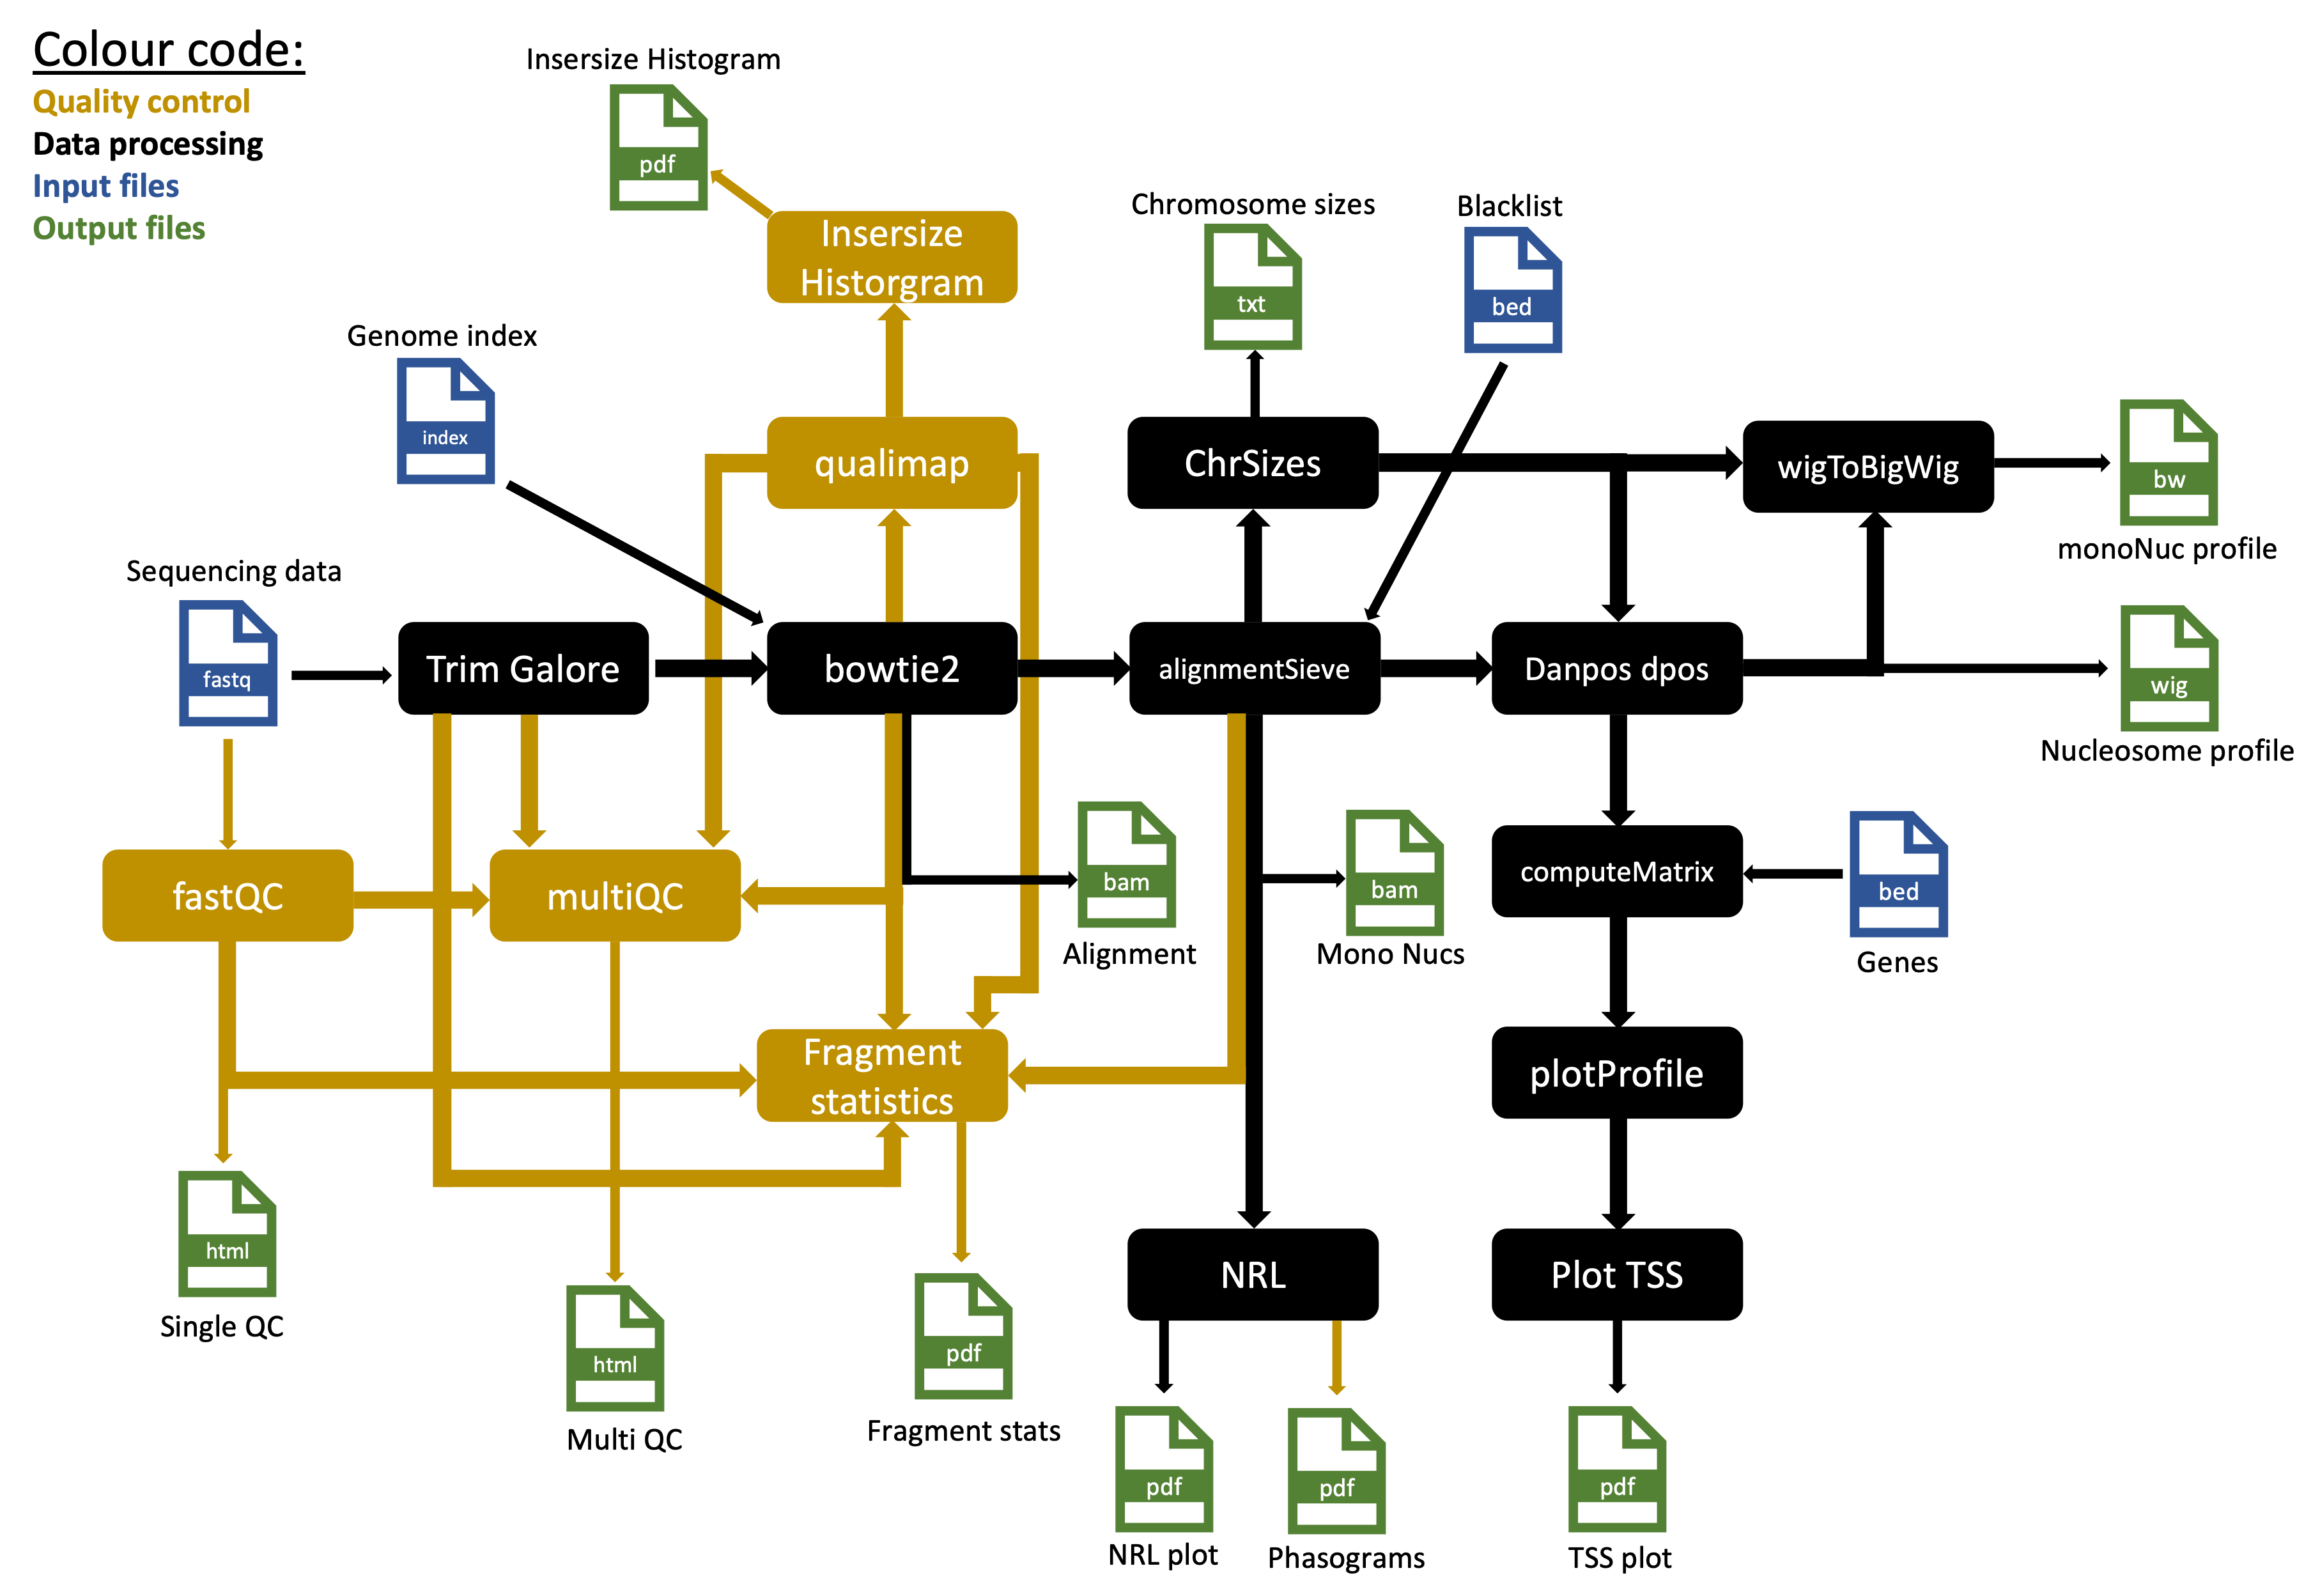 Colour code:
Quality control
Data processing
Input files
Output files
Insersize Histogram
pdf
Insersize
Historgram
Chromosome sizes
txt
Blacklist
bed
Genome index
index
qualimap
ChrSizes
wigToBigWig
bw
monoNuc profile
Sequencing data
fastq
Trim Galore
bowtie2
alignmentSieve
Danpos dpos
wig
Nucleosome profile
fastQC
multiQC
bam
Alignment
bam
Mono Nucs
computeMatrix
bed
Genes
Fragment
statistics
plotProfile
html
Single QC
html
Multi QC
pdf
Fragment stats
NRL
Plot TSS
pdf
NRL plot
pdf
Phasograms
pdf
TSS plot